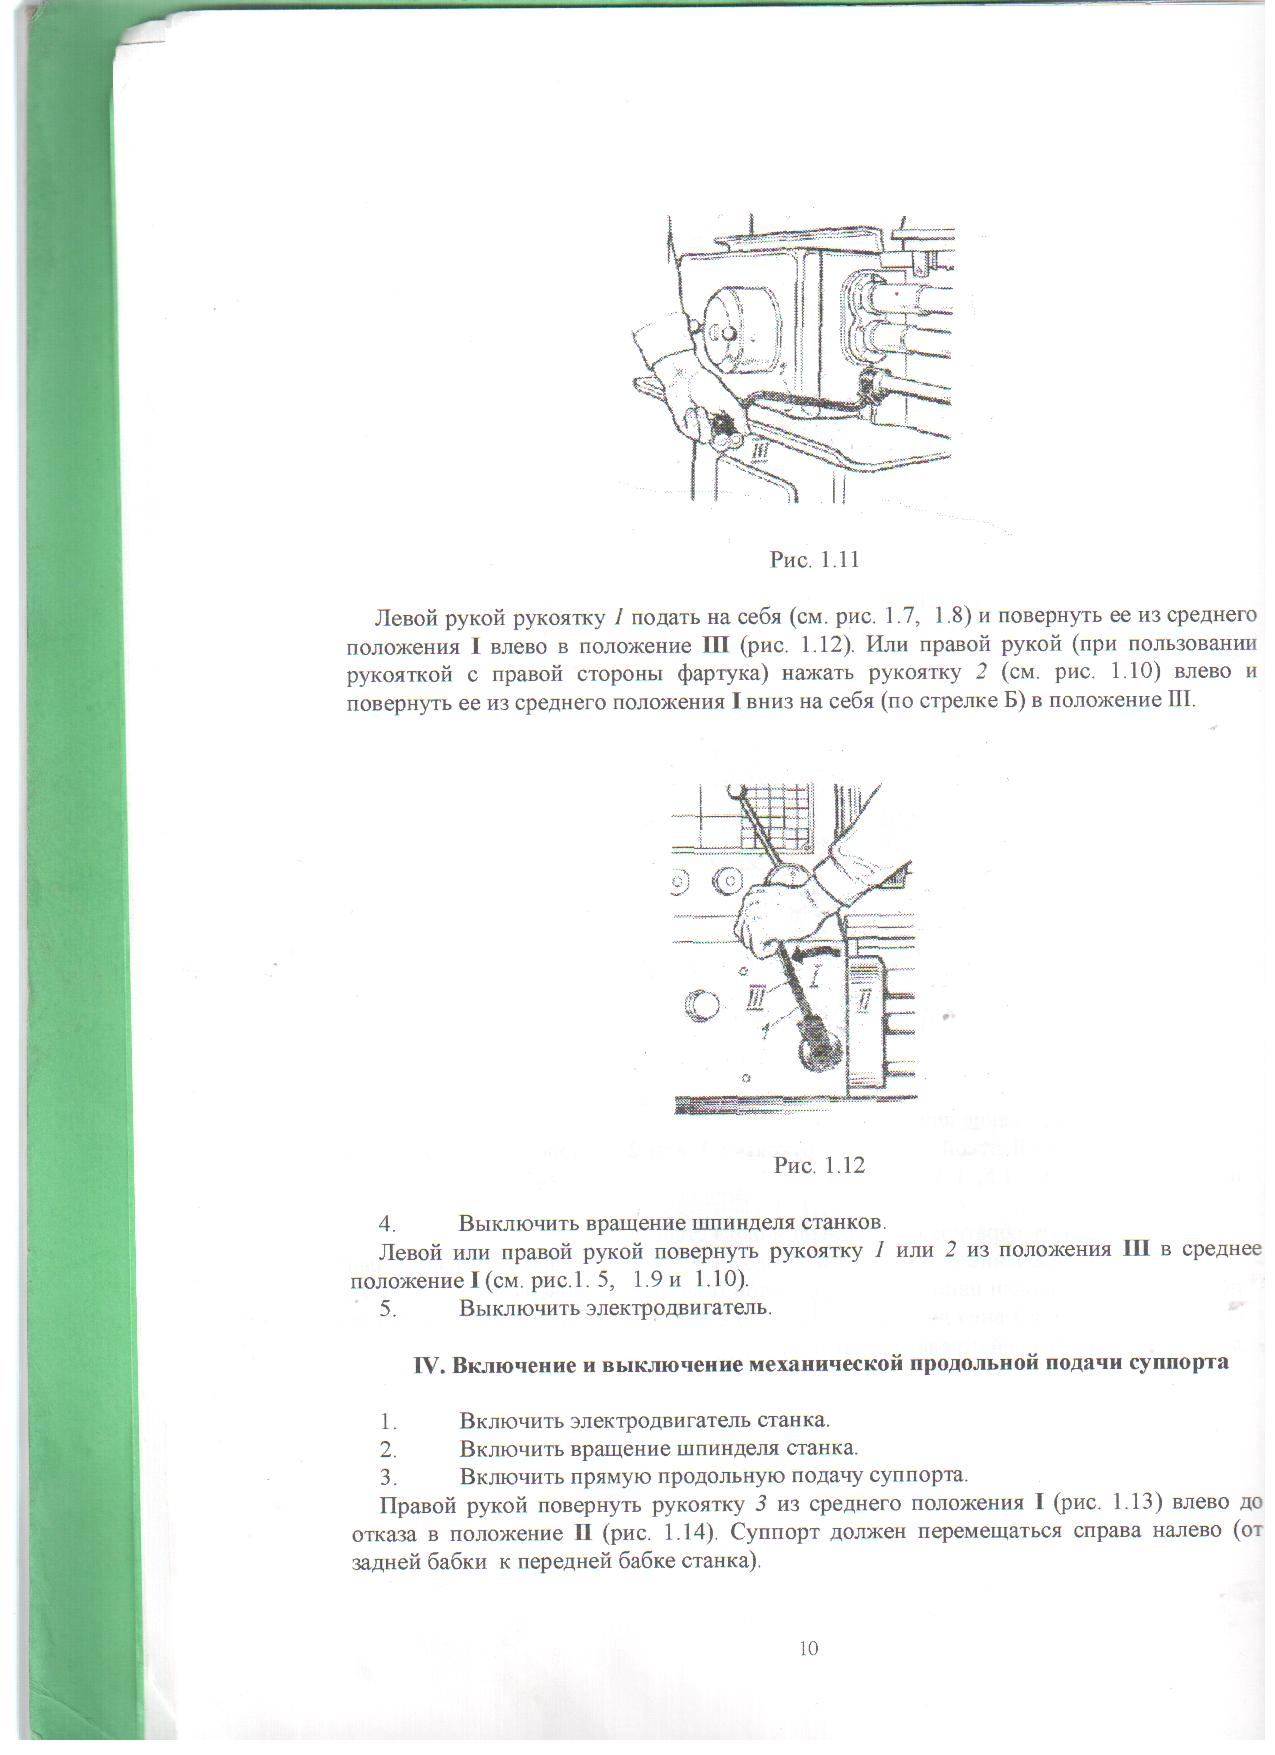 III
Рис. 1.11
Левой рукой рукоятку 1 подать на себя (см. рис. 1.7, 1.8) и повернуть ее из среднего
положения I влево в положение III (рис. 1.12). Или правой рукой (при пользовании
рукояткой с правой стороны фартука) нажать рукоятку 2 (см. рис. 1.10) влево и
повернуть ее из среднего положения I вниз на себя (по стрелке Б) в положение III.
I
II
III
1
Рис. 1.12
4. Выключить вращение шпинделя станков.
Левой или правой рукой повернуть рукоятку 1 или 2 из положения III в среднее
положение I (см. рис.1. 5, 1.9 и 1.10).
5. Выключить электродвигатель.
IV. Включение и выключение механической продольной подачи суппорта
1. Включить электродвигатель станка.
2. Включить вращение шпинделя станка.
3. Включить прямую продольную подачу суппорта.
Правой рукой повернуть рукоятку 3 из среднего положения I (рис. 1.13) влево до
отказа в положение II (рис. 1.14). Суппорт должен перемещаться справа налево (от
задней бабки к передней бабке станка).
10